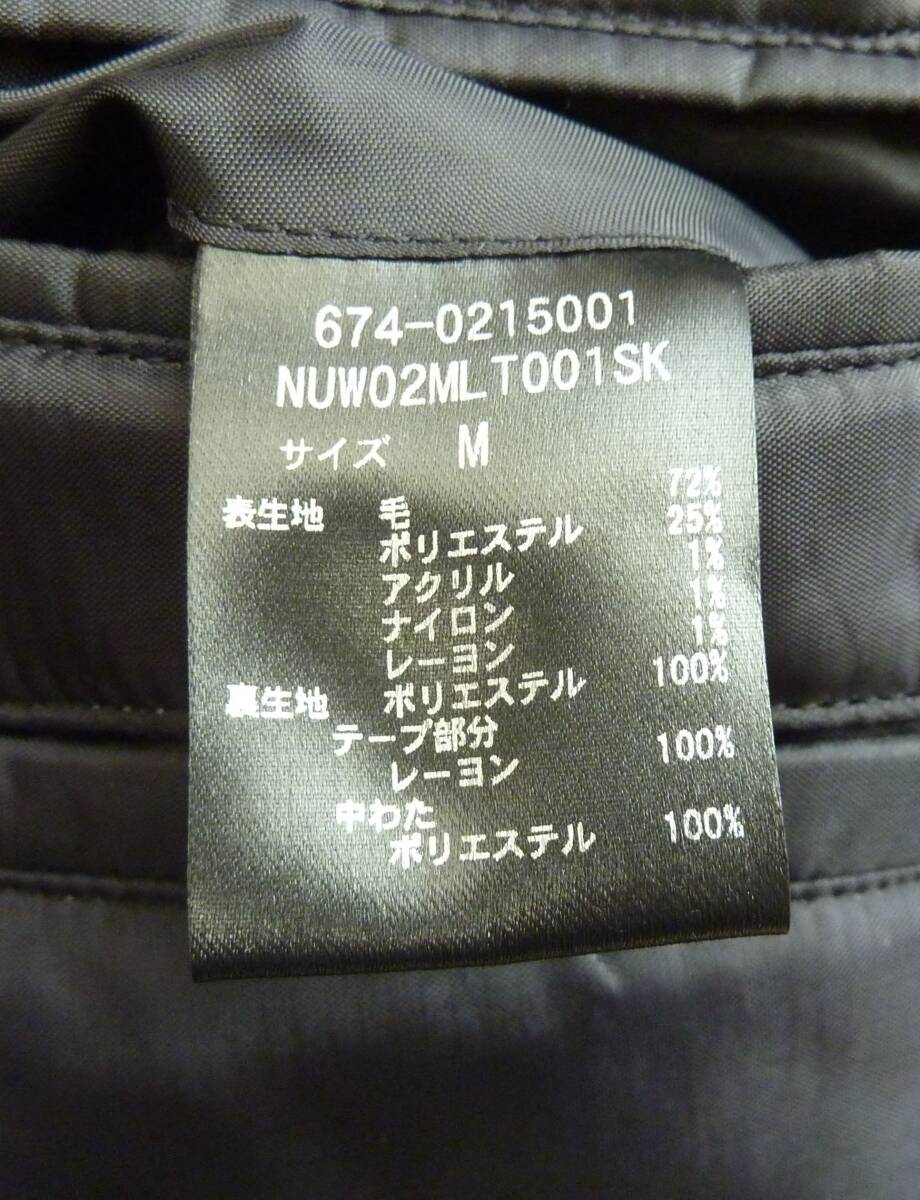 674-0215001
NUW02MLT001SK
サイズ M
表生地 毛 72%
ポリエステル 25%
アクリル 1%
ナイロン 1%
レーヨン 1%
裏生地 ポリエステル 100%
テープ部分
レーヨン 100%
中わた
ポリエステル 100%